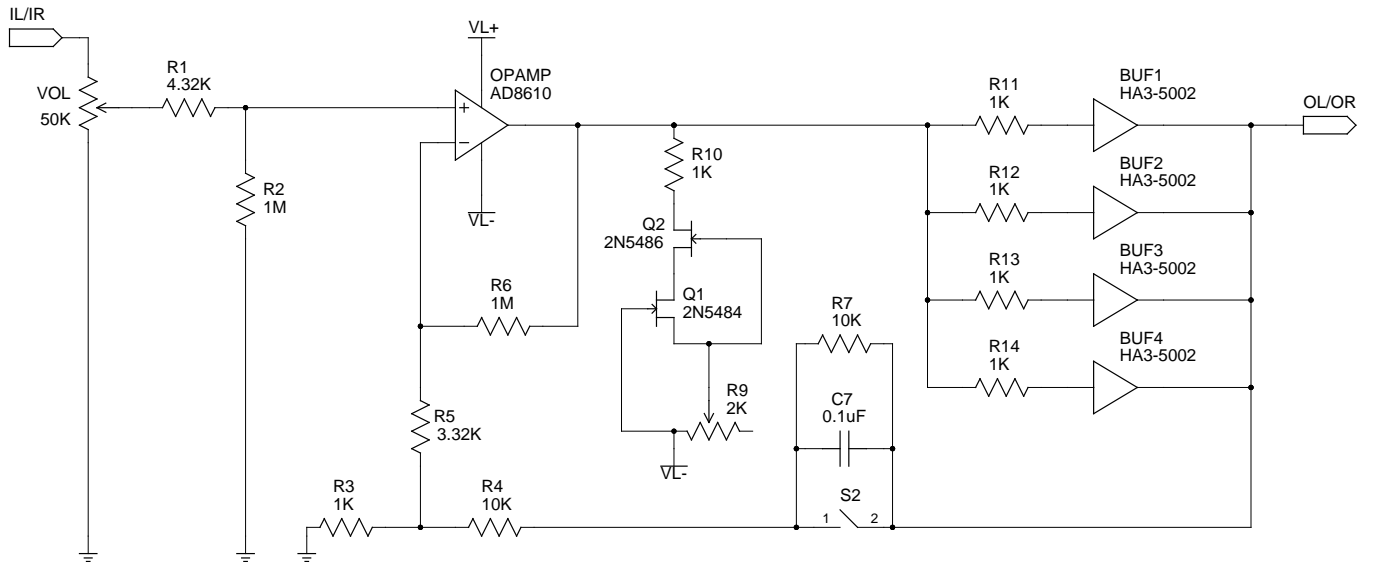 IL/IR
VOL
50K
R1
4.32K
R2
1M
VL+
OPAMP
AD8610
+
−
VL-
R6
1M
R5
3.32K
R3
1K
R4
10K
R10
1K
Q2
2N5486
Q1
2N5484
R9
2K
VL-
R7
10K
C7
0.1uF
S2
1
2
R11
1K
R12
1K
R13
1K
R14
1K
BUF1
HA3-5002
BUF2
HA3-5002
BUF3
HA3-5002
BUF4
HA3-5002
OL/OR